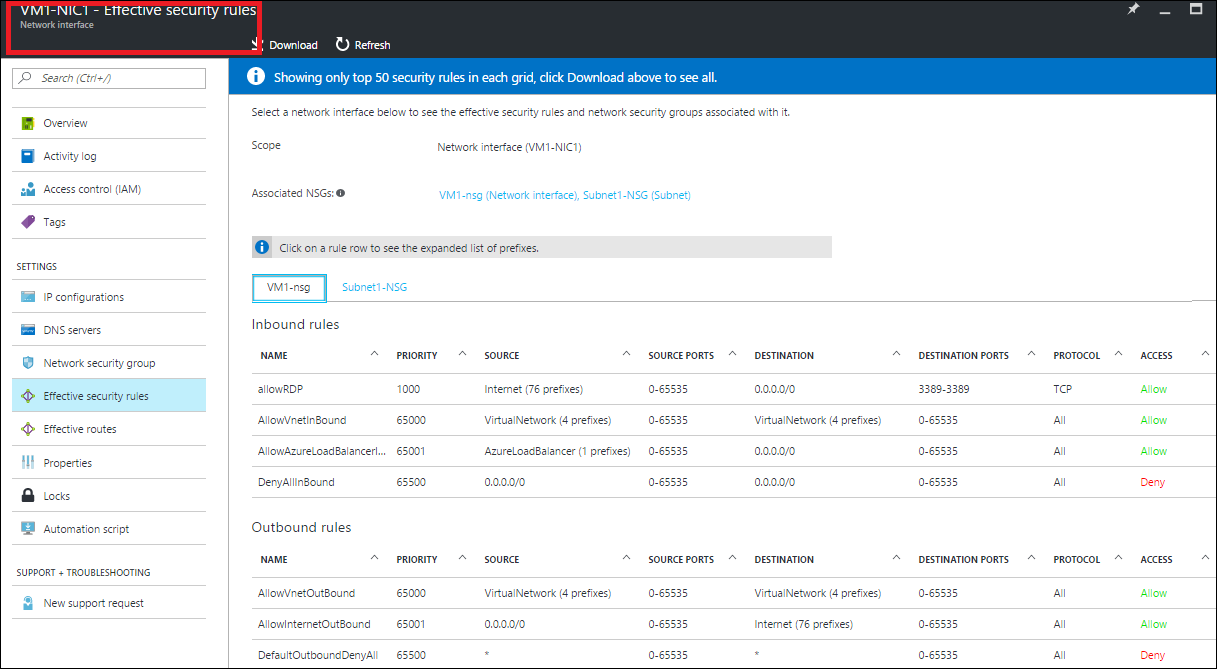 VM1-NIC1 - Effective security rules
Network interface
Download Refresh
Search (Ctrl+/)
Overview
Activity log
Access control (IAM)
Tags
SETTINGS
IP configurations
DNS servers
Network security group
Effective security rules
Effective routes
Properties
Locks
Automation script
SUPPORT + TROUBLESHOOTING
New support request
Showing only top 50 security rules in each grid, click Download above to see all.
Select a network interface below to see the effective security rules and network security groups associated with it.
Scope Network interface (VM1-NIC1)
Associated NSGs: VM1-nsg (Network interface), Subnet1-NSG (Subnet)
Click on a rule row to see the expanded list of prefixes.
VM1-nsg Subnet1-NSG
Inbound rules
NAME PRIORITY SOURCE SOURCE PORTS DESTINATION DESTINATION PORTS PROTOCOL ACCESS
allowRDP 1000 Internet (76 prefixes) 0-65535 0.0.0.0/0 3389-3389 TCP Allow
AllowVnetInBound 65000 VirtualNetwork (4 prefixes) 0-65535 VirtualNetwork (4 prefixes) 0-65535 All Allow
AllowAzureLoadBalancerI... 65001 AzureLoadBalancer (1 prefixes) 0-65535 0.0.0.0/0 0-65535 All Allow
DenyAllInBound 65500 0.0.0.0/0 0-65535 0.0.0.0/0 0-65535 All Deny
Outbound rules
NAME PRIORITY SOURCE SOURCE PORTS DESTINATION DESTINATION PORTS PROTOCOL ACCESS
AllowVnetOutBound 65000 VirtualNetwork (4 prefixes) 0-65535 VirtualNetwork (4 prefixes) 0-65535 All Allow
AllowInternetOutBound 65001 0.0.0.0/0 0-65535 Internet (76 prefixes) 0-65535 All Allow
DefaultOutboundDenyAll 65500 * 0-65535 * 0-65535 All Deny